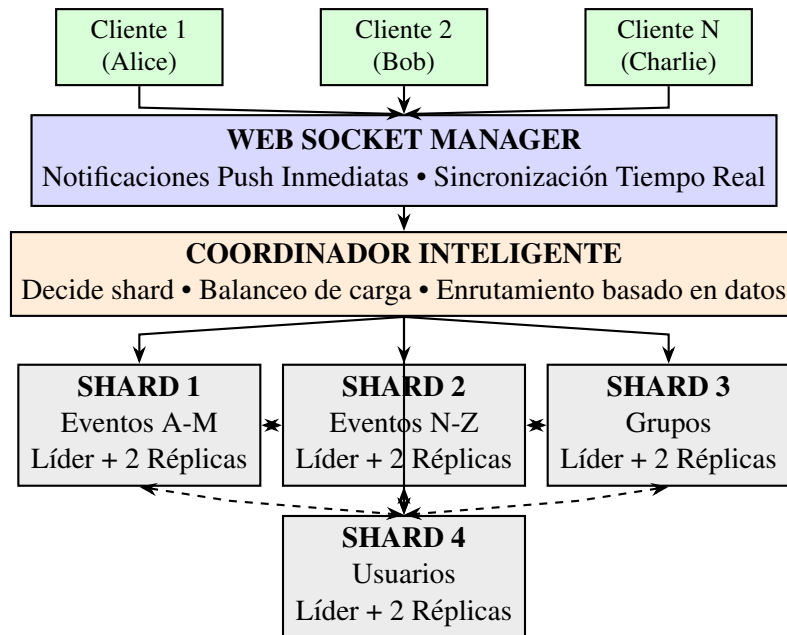 Cliente 1
(Alice)
Cliente 2
(Bob)
Cliente N
(Charlie)
WEB SOCKET MANAGER
Notificaciones Push Inmediatas • Sincronización Tiempo Real
COORDINADOR INTELIGENTE
Decide shard • Balanceo de carga • Enrutamiento basado en datos
SHARD 1
Eventos A-M
Líder + 2 Réplicas
SHARD 2
Eventos N-Z
Líder + 2 Réplicas
SHARD 3
Grupos
Líder + 2 Réplicas
SHARD 4
Usuarios
Líder + 2 Réplicas